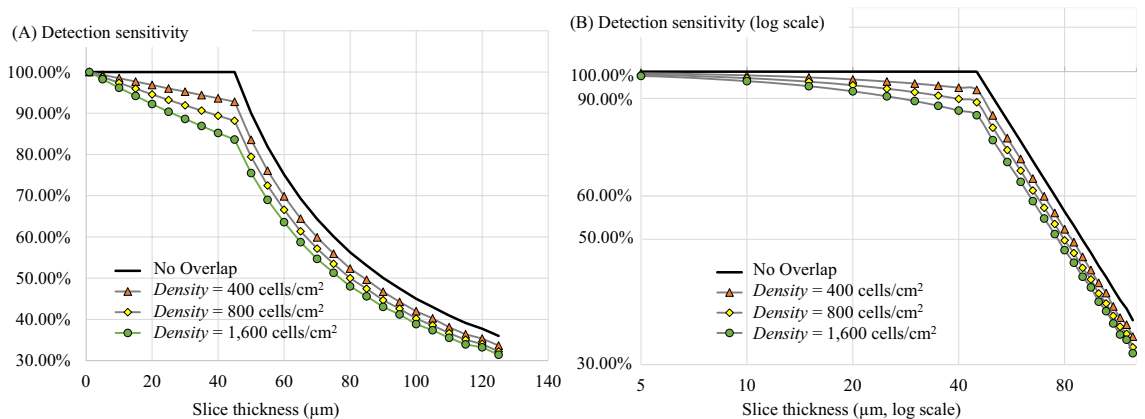 (A) Detection sensitivity
100.00%
90.00%
80.00%
70.00%
60.00%
50.00%
40.00%
30.00%
No Overlap
Density = 400 cells/cm²
Density = 800 cells/cm²
Density = 1,600 cells/cm²
0 20 40 60 80 100 120 140
Slice thickness (µm)
(B) Detection sensitivity (log scale)
100.00%
90.00%
60.00%
50.00%
30.00%
No Overlap
Density = 400 cells/cm²
Density = 800 cells/cm²
Density = 1,600 cells/cm²
5 10 20 40 80
Slice thickness (µm, log scale)